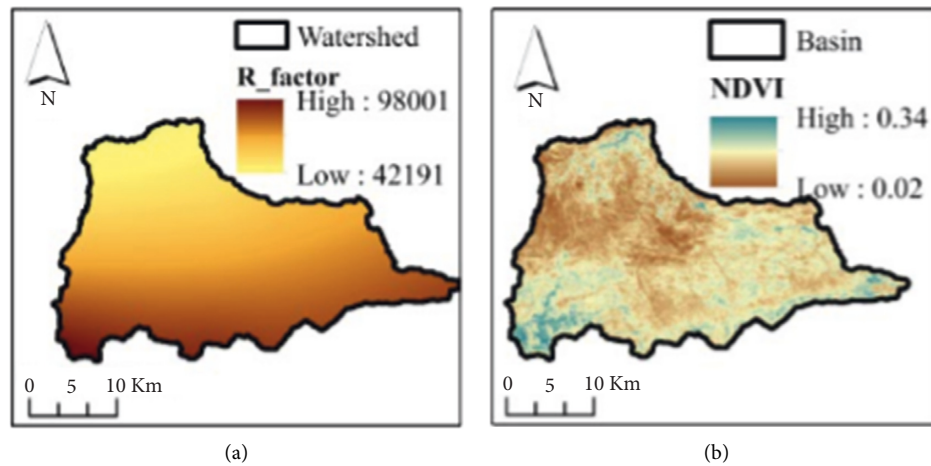 Watershed
R_factor
High : 98001
Low : 42191
N
0 5 10 Km
(a)
Basin
NDVI
High : 0.34
Low : 0.02
N
0 5 10 Km
(b)